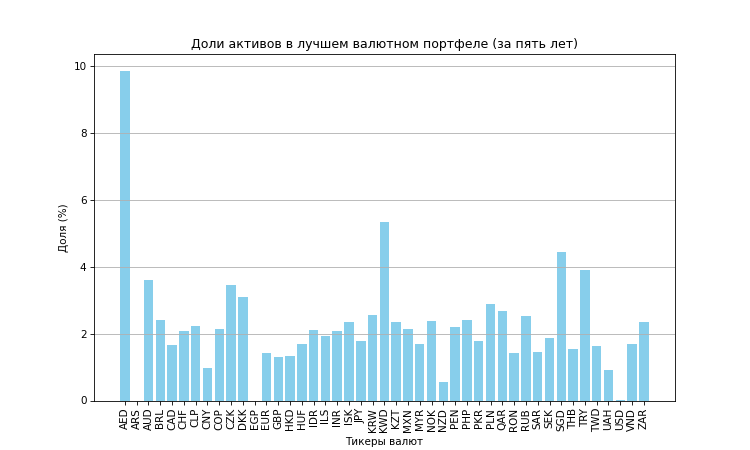 Доли активов в лучшем валютном портфеле (за пять лет)
Доля (%)
10
8
6
4
2
0
AED ARS AUD BRL CAD CHF CLP CNY COP CZK DKK EGP EUR GBP HKD HUF IDR ILS INR ISK JPY KRW KWD KZT MXN MYR NOK NZD PEN PHP PKR PLN QAR RON RUB SAR SEK SGD THB TRY TWD UAH USD VND ZAR
Тикеры валют